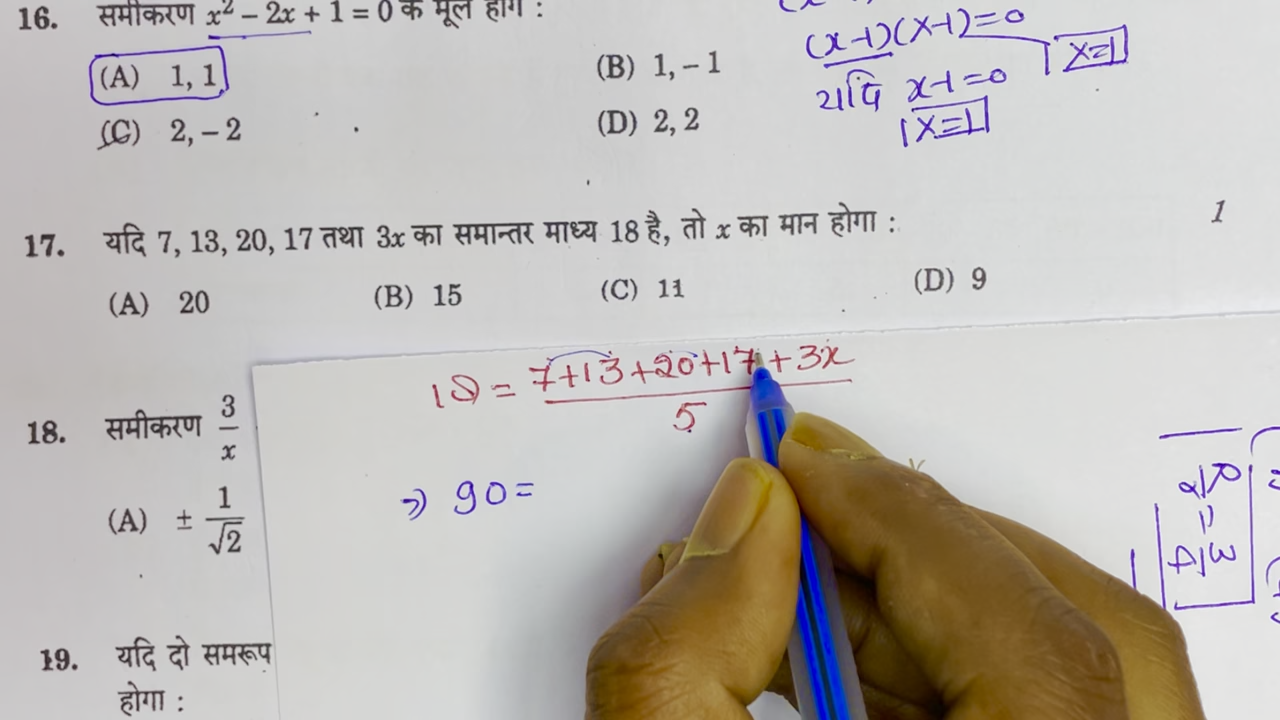 16. समीकरण x² – 2x + 1 = 0 के मूल होंगे :
(A) 1, 1 (B) 1, – 1
(C) 2, – 2 (D) 2, 2
(x-1)(x-1)=0
यदि x-1=0 x=1
x=1
17. यदि 7, 13, 20, 17 तथा 3x का समान्तर माध्य 18 है, तो x का मान होगा : 1
(A) 20 (B) 15 (C) 11 (D) 9
18 = 7+13+20+17+3x
5
⇒ 90 =
18. समीकरण 3/x
(A) ± 1/√2
19. यदि दो समरूप
होगा :